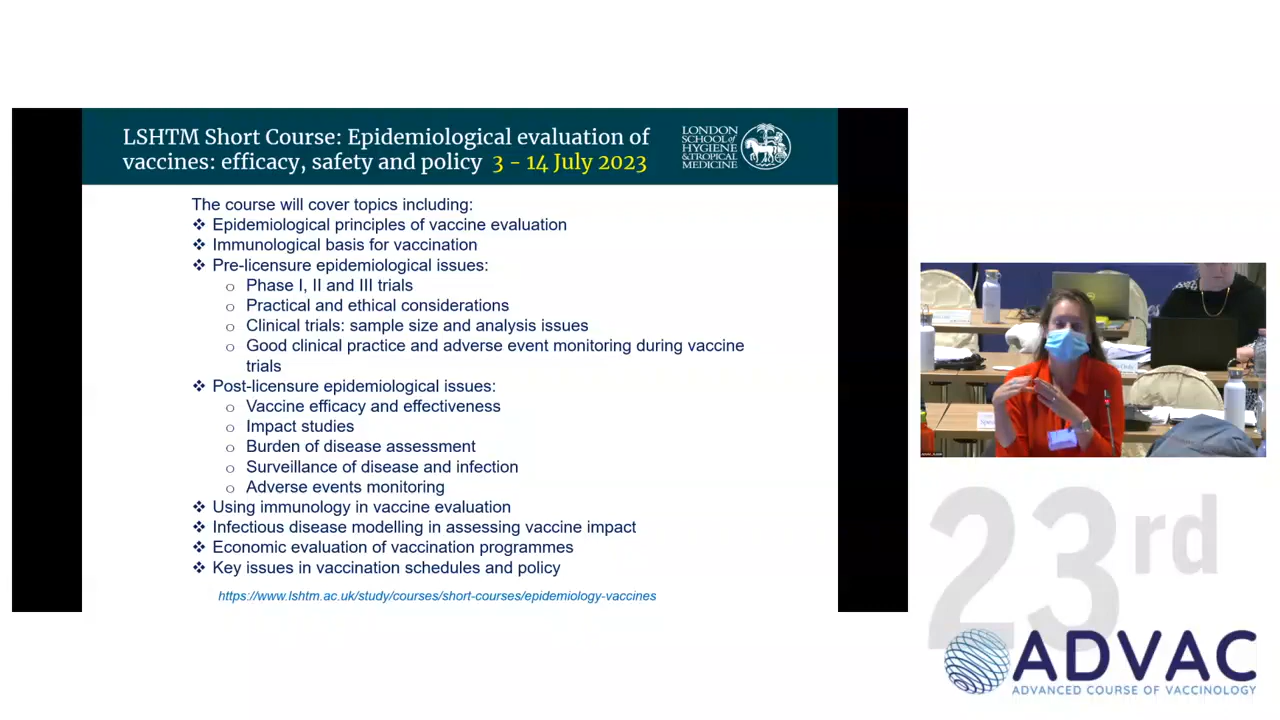 LSHTM Short Course: Epidemiological evaluation of
vaccines: efficacy, safety and policy 3 - 14 July 2023
LONDON
SCHOOL of
HYGIENE
& TROPICAL
MEDICINE
The course will cover topics including:
❖ Epidemiological principles of vaccine evaluation
❖ Immunological basis for vaccination
❖ Pre-licensure epidemiological issues:
o Phase I, II and III trials
o Practical and ethical considerations
o Clinical trials: sample size and analysis issues
o Good clinical practice and adverse event monitoring during vaccine
trials
❖ Post-licensure epidemiological issues:
o Vaccine efficacy and effectiveness
o Impact studies
o Burden of disease assessment
o Surveillance of disease and infection
o Adverse events monitoring
❖ Using immunology in vaccine evaluation
❖ Infectious disease modelling in assessing vaccine impact
❖ Economic evaluation of vaccination programmes
❖ Key issues in vaccination schedules and policy
https://www.lshtm.ac.uk/study/courses/short-courses/epidemiology-vaccines
23rd
ADVAC
ADVANCED COURSE OF VACCINOLOGY